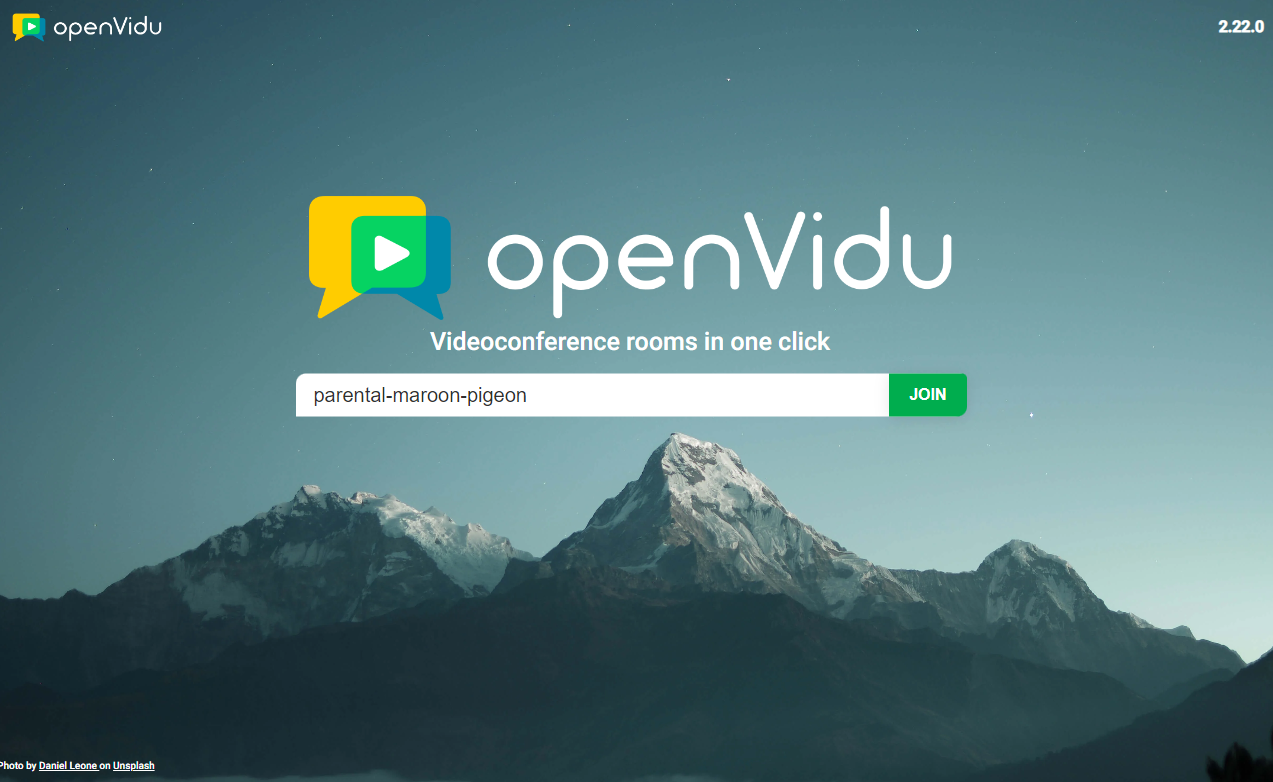 openVidu
2.22.0
openVidu
Videoconference rooms in one click
parental-maroon-pigeon
JOIN
Photo by Daniel Leone on Unsplash